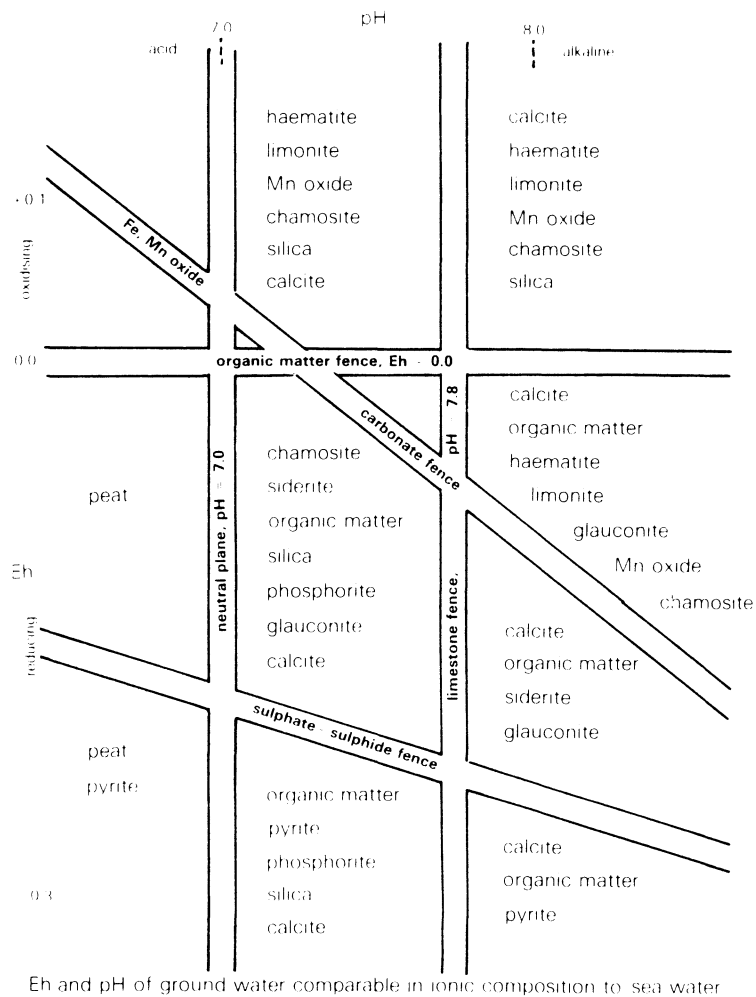 pH
7.0
8.0
acid
alkaline
haematite
limonite
Mn oxide
chamosite
silica
calcite
calcite
haematite
limonite
Mn oxide
chamosite
silica
+0.1
oxidising
Fe, Mn oxide
0.0
organic matter fence, Eh - 0.0
calcite
organic matter
haematite
limonite
glauconite
Mn oxide
chamosite
carbonate fence
limestone fence, pH = 7.8
neutral plane, pH = 7.0
peat
chamosite
siderite
organic matter
silica
phosphorite
glauconite
calcite
Eh
reducing
calcite
organic matter
siderite
glauconite
sulphate - sulphide fence
peat
pyrite
organic matter
pyrite
phosphorite
silica
calcite
calcite
organic matter
pyrite
0.3
Eh and pH of ground water comparable in ionic composition to sea water